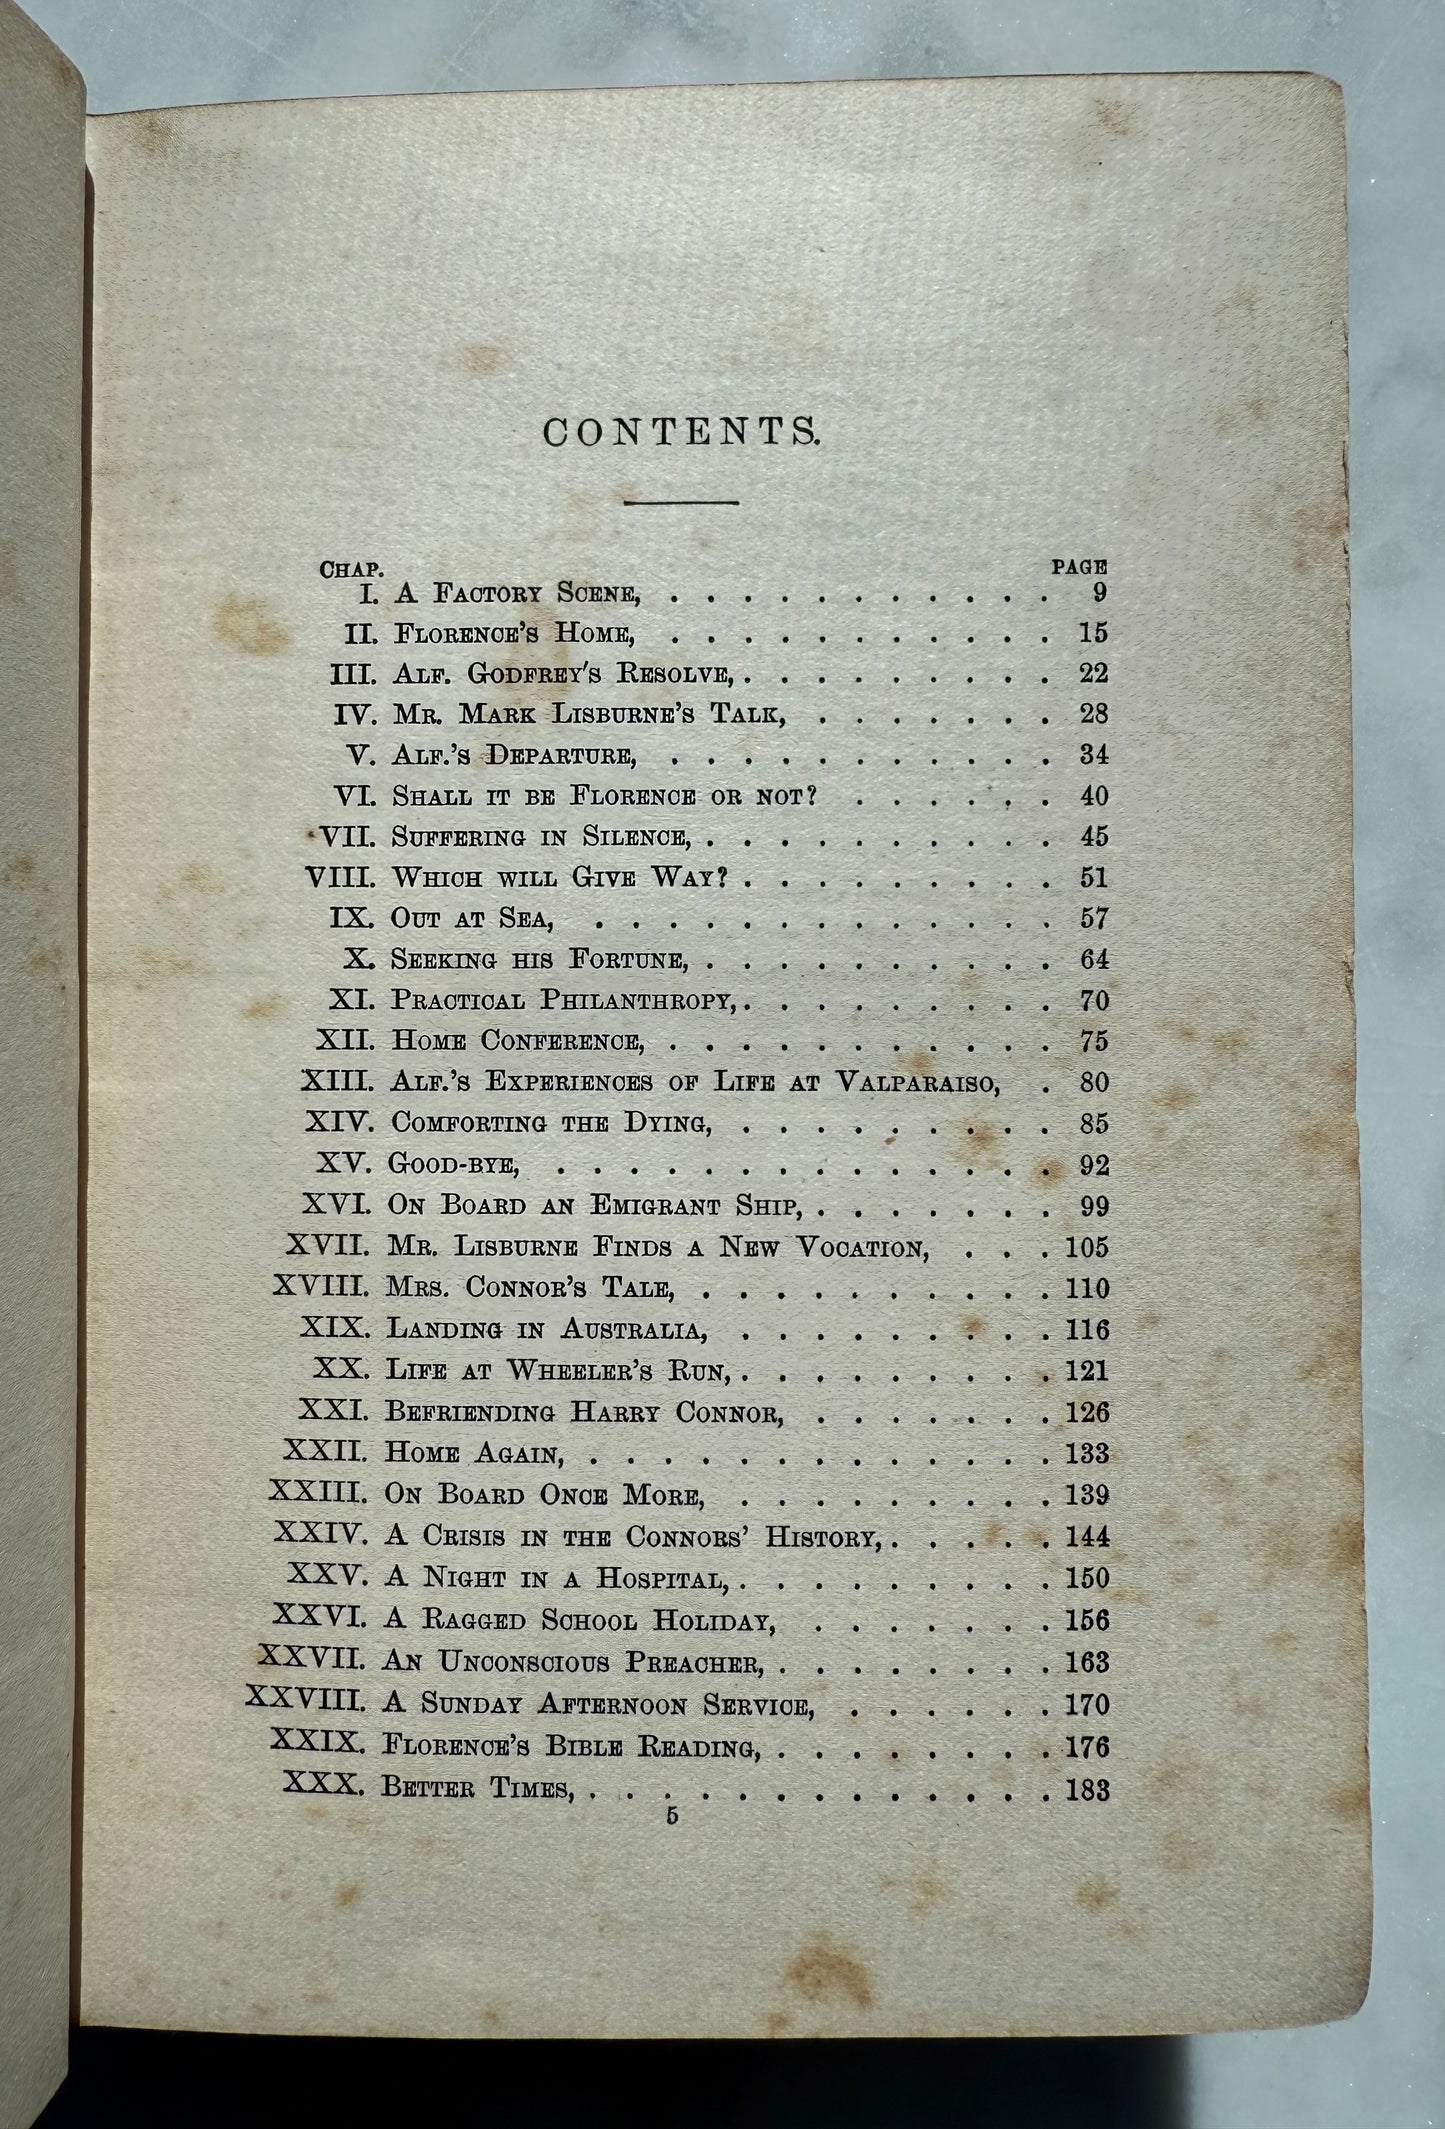 CONTENTS.
CHAP. PAGE
I. A FACTORY SCENE, . . . . . . . . . . . 9
II. FLORENCE'S HOME, . . . . . . . . . . . 15
III. ALF. GODFREY'S RESOLVE, . . . . . . . . . 22
IV. MR. MARK LISBURNE'S TALK, . . . . . . . 28
V. ALF.'S DEPARTURE, . . . . . . . . . . . 34
VI. SHALL IT BE FLORENCE OR NOT? . . . . . . 40
VII. SUFFERING IN SILENCE, . . . . . . . . . . 45
VIII. WHICH WILL GIVE WAY? . . . . . . . . . 51
IX. OUT AT SEA, . . . . . . . . . . . . . 57
X. SEEKING HIS FORTUNE, . . . . . . . . . . 64
XI. PRACTICAL PHILANTHROPY, . . . . . . . . . 70
XII. HOME CONFERENCE, . . . . . . . . . . . 75
XIII. ALF.'S EXPERIENCES OF LIFE AT VALPARAISO, . 80
XIV. COMFORTING THE DYING, . . . . . . . . . 85
XV. GOOD-BYE, . . . . . . . . . . . . . . 92
XVI. ON BOARD AN EMIGRANT SHIP, . . . . . . . 99
XVII. MR. LISBURNE FINDS A NEW VOCATION, . . . 105
XVIII. MRS. CONNOR'S TALE, . . . . . . . . . . 110
XIX. LANDING IN AUSTRALIA, . . . . . . . . . 116
XX. LIFE AT WHEELER'S RUN, . . . . . . . . . 121
XXI. BEFRIENDING HARRY CONNOR, . . . . . . . 126
XXII. HOME AGAIN, . . . . . . . . . . . . . 133
XXIII. ON BOARD ONCE MORE, . . . . . . . . . 139
XXIV. A CRISIS IN THE CONNORS' HISTORY, . . . . . 144
XXV. A NIGHT IN A HOSPITAL, . . . . . . . . . 150
XXVI. A RAGGED SCHOOL HOLIDAY, . . . . . . . 156
XXVII. AN UNCONSCIOUS PREACHER, . . . . . . . . 163
XXVIII. A SUNDAY AFTERNOON SERVICE, . . . . . . 170
XXIX. FLORENCE'S BIBLE READING, . . . . . . . . 176
XXX. BETTER TIMES, . . . . . . . . . . . . . 183
5